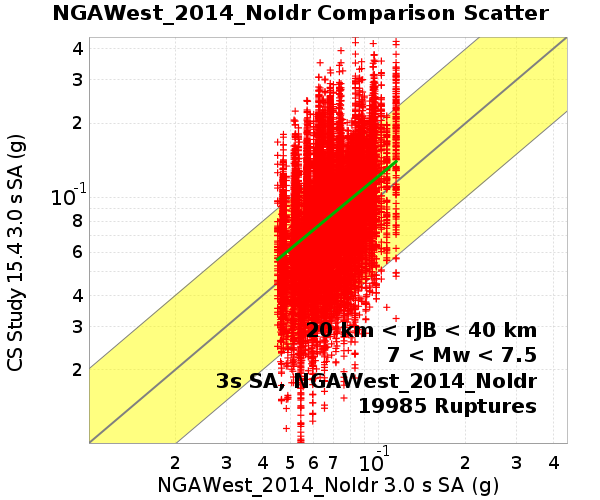 NGAWest_2014_NoIdr Comparison Scatter
CS Study 15.4 3.0 s SA (g)
4
3
2
10^-1
8
6
4
3
2
20 km < rJB < 40 km
7 < Mw < 7.5
3s SA, NGAWest_2014_NoIdr
19985 Ruptures
2 3 4 5 6 7 10^-1 2 3 4
NGAWest_2014_NoIdr 3.0 s SA (g)